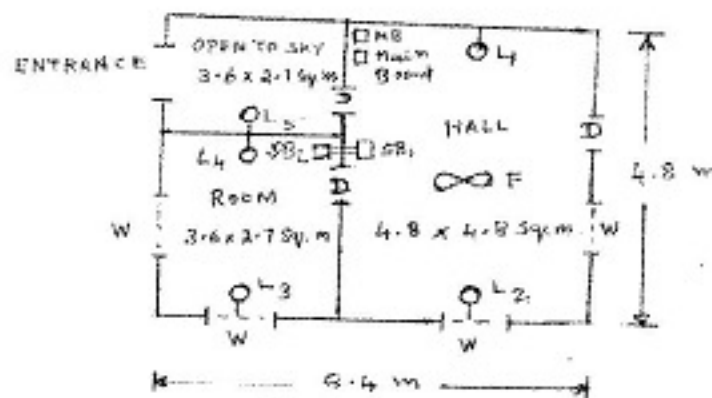 MB
OPEN TO SKY
Main
Board
L1
ENTRANCE
3.6 x 2.1 Sq.m
D
L5
HALL
D
L4
SB2
SB1
4.8 m
D
F
ROOM
W
3.6 x 2.7 Sq.m
4.8 x 4.8 Sq.m
W
L3
L2
W
W
8.4 m